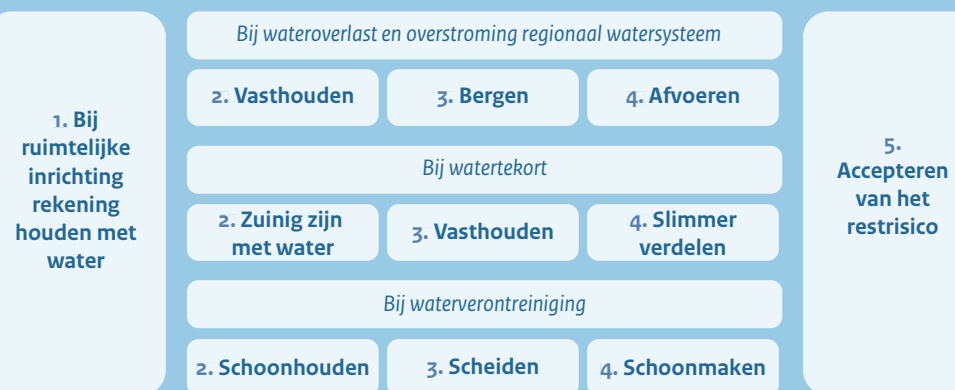 1. Bij
ruimtelijke
inrichting
rekening
houden met
water
Bij wateroverlast en overstroming regionaal watersysteem
2. Vasthouden
3. Bergen
4. Afvoeren
Bij watertekort
2. Zuinig zijn
met water
3. Vasthouden
4. Slimmer
verdelen
Bij waterverontreiniging
2. Schoonhouden
3. Scheiden
4. Schoonmaken
5.
Accepteren
van het
restrisico